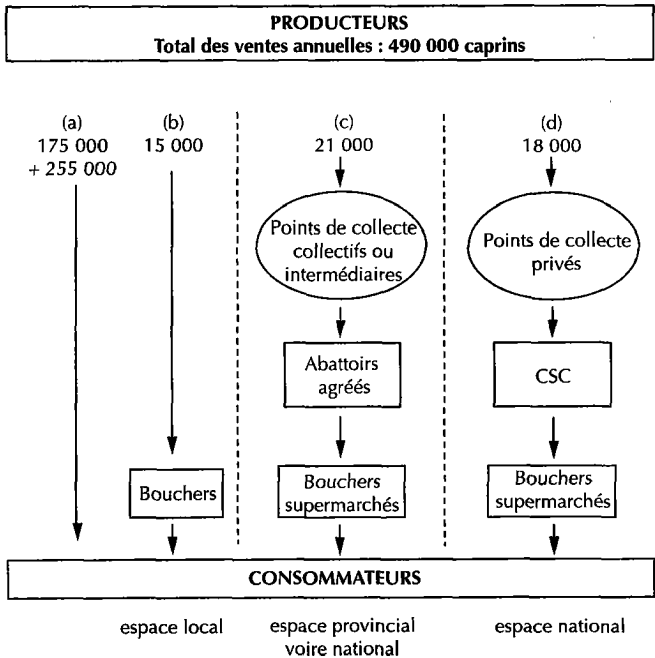 PRODUCTEURS
Total des ventes annuelles : 490 000 caprins
(a)
175 000
+ 255 000
(b)
15 000
(c)
21 000
(d)
18 000
Points de collecte
collectifs ou
intermédiaires
Points de collecte
privés
Abattoirs
agréés
CSC
Bouchers
Bouchers
supermarchés
Bouchers
supermarchés
CONSOMMATEURS
espace local
espace provincial
voire national
espace national